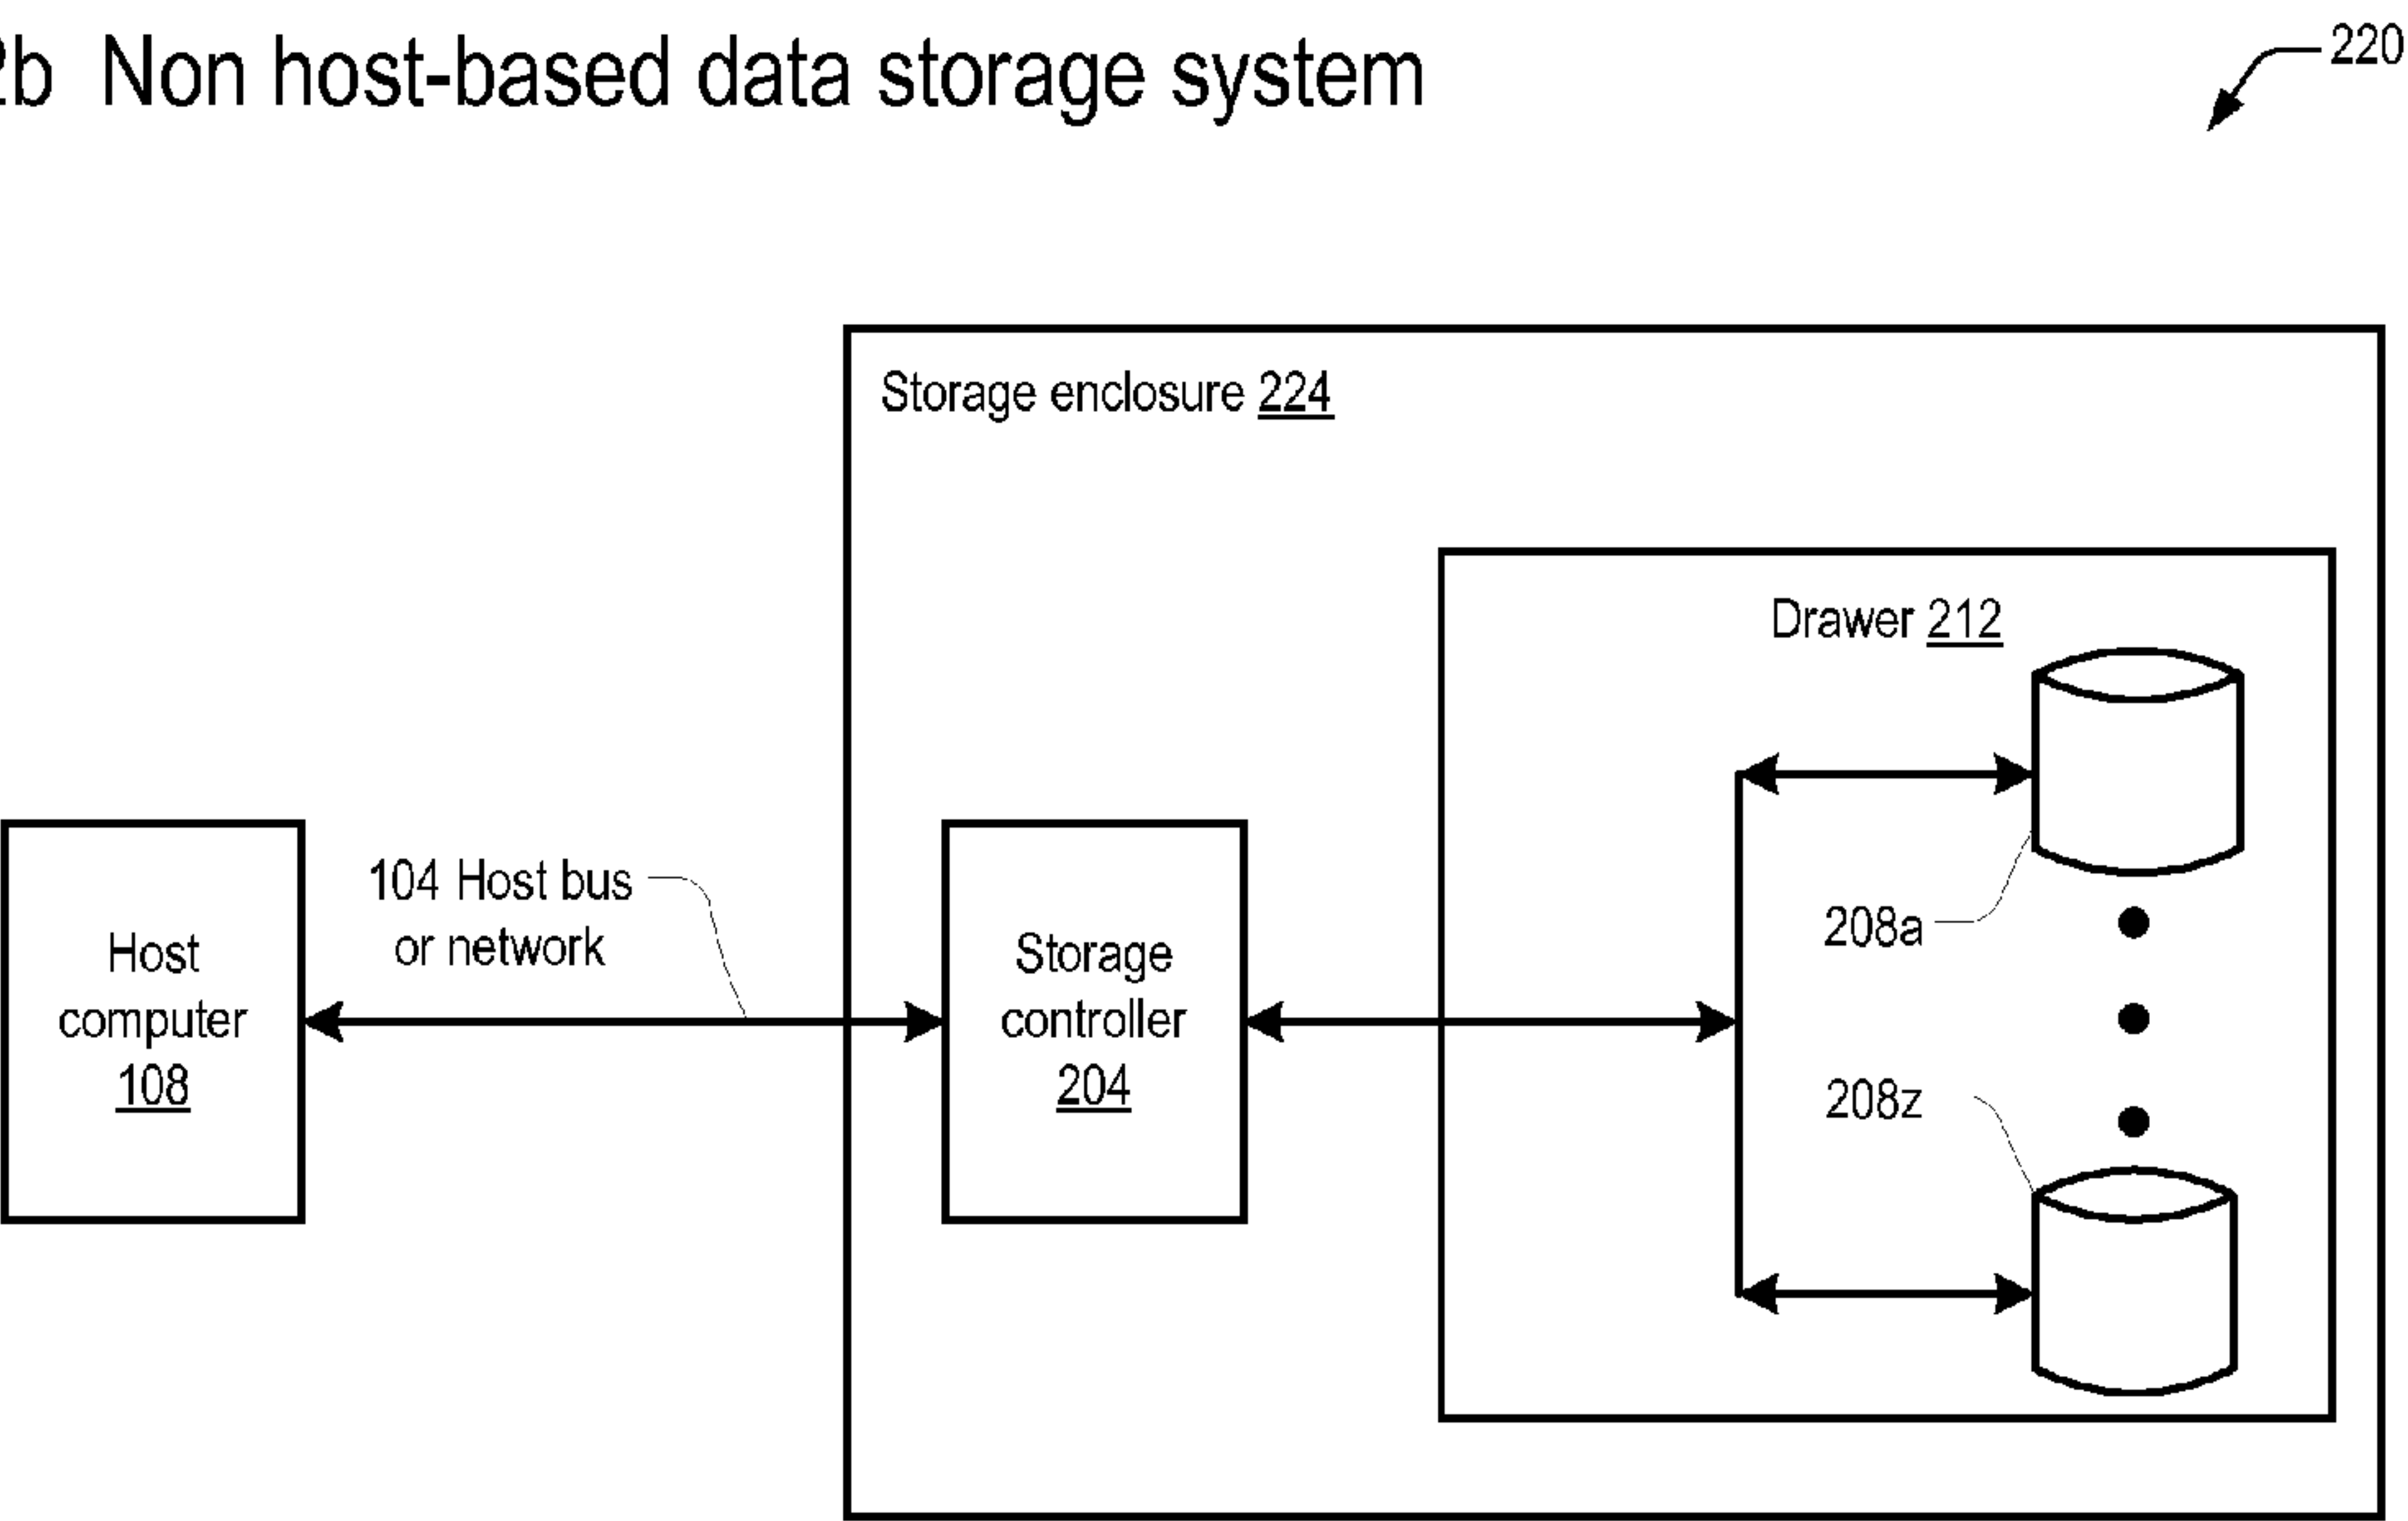 2b Non host-based data storage system
220
Storage enclosure 224
Drawer 212
104 Host bus
or network
Host
computer
108
Storage
controller
204
208a
208z